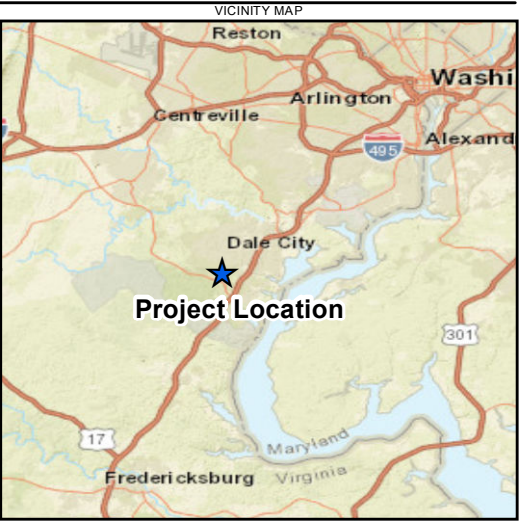 VICINITY MAP
Reston
Washi
Arlington
Centreville
495
Alexand
Dale City
Project Location
301
17
Maryland
Virginia
Fredericksburg